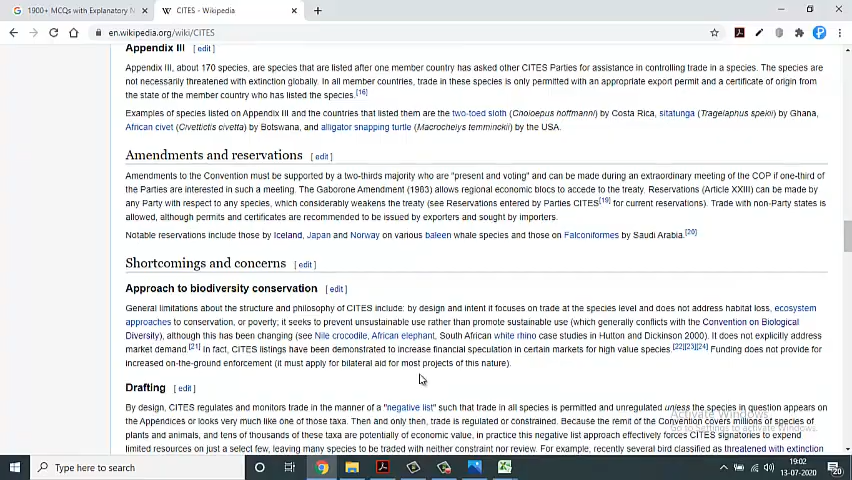 1900+ MCQs with Explanatory N
CITES - Wikipedia
en.wikipedia.org/wiki/CITES
Appendix III [ edit ]
Appendix III, about 170 species, are species that are listed after one member country has asked other CITES Parties for assistance in controlling trade in a species. The species are
not necessarily threatened with extinction globally. In all member countries, trade in these species is only permitted with an appropriate export permit and a certificate of origin from
the state of the member country who has listed the species.[16]
Examples of species listed on Appendix III and the countries that listed them are the two-toed sloth (Choloepus hoffmanni) by Costa Rica, sitatunga (Tragelaphus spekii) by Ghana,
African civet (Civettictis civetta) by Botswana, and alligator snapping turtle (Macrochelys temminckii) by the USA.
Amendments and reservations [ edit ]
Amendments to the Convention must be supported by a two-thirds majority who are "present and voting" and can be made during an extraordinary meeting of the COP if one-third of
the Parties are interested in such a meeting. The Gaborone Amendment (1983) allows regional economic blocs to accede to the treaty. Reservations (Article XXIII) can be made by
any Party with respect to any species, which considerably weakens the treaty (see Reservations entered by Parties CITES[19] for current reservations). Trade with non-Party states is
allowed, although permits and certificates are recommended to be issued by exporters and sought by importers.
Notable reservations include those by Iceland, Japan and Norway on various baleen whale species and those on Falconiformes by Saudi Arabia.[20]
Shortcomings and concerns [ edit ]
Approach to biodiversity conservation [ edit ]
General limitations about the structure and philosophy of CITES include: by design and intent it focuses on trade at the species level and does not address habitat loss, ecosystem
approaches to conservation, or poverty; it seeks to prevent unsustainable use rather than promote sustainable use (which generally conflicts with the Convention on Biological
Diversity), although this has been changing (see Nile crocodile, African elephant, South African white rhino case studies in Hutton and Dickinson 2000). It does not explicitly address
market demand.[21] In fact, CITES listings have been demonstrated to increase financial speculation in certain markets for high value species.[22][23][24] Funding does not provide for
increased on-the-ground enforcement (it must apply for bilateral aid for most projects of this nature).
Drafting [ edit ]
By design, CITES regulates and monitors trade in the manner of a "negative list" such that trade in all species is permitted and unregulated unless the species in question appears on
the Appendices or looks very much like one of those taxa. Then and only then, trade is regulated or constrained. Because the remit of the Convention covers millions of species of
plants and animals, and tens of thousands of these taxa are potentially of economic value, in practice this negative list approach effectively forces CITES signatories to expend
limited resources on just a select few, leaving many species to be traded with neither constraint nor review. For example, recently several bird classified as threatened with extinction
Activate Windows
Go to Settings to activate Windows.
Type here to search
19:02
13-07-2020
20